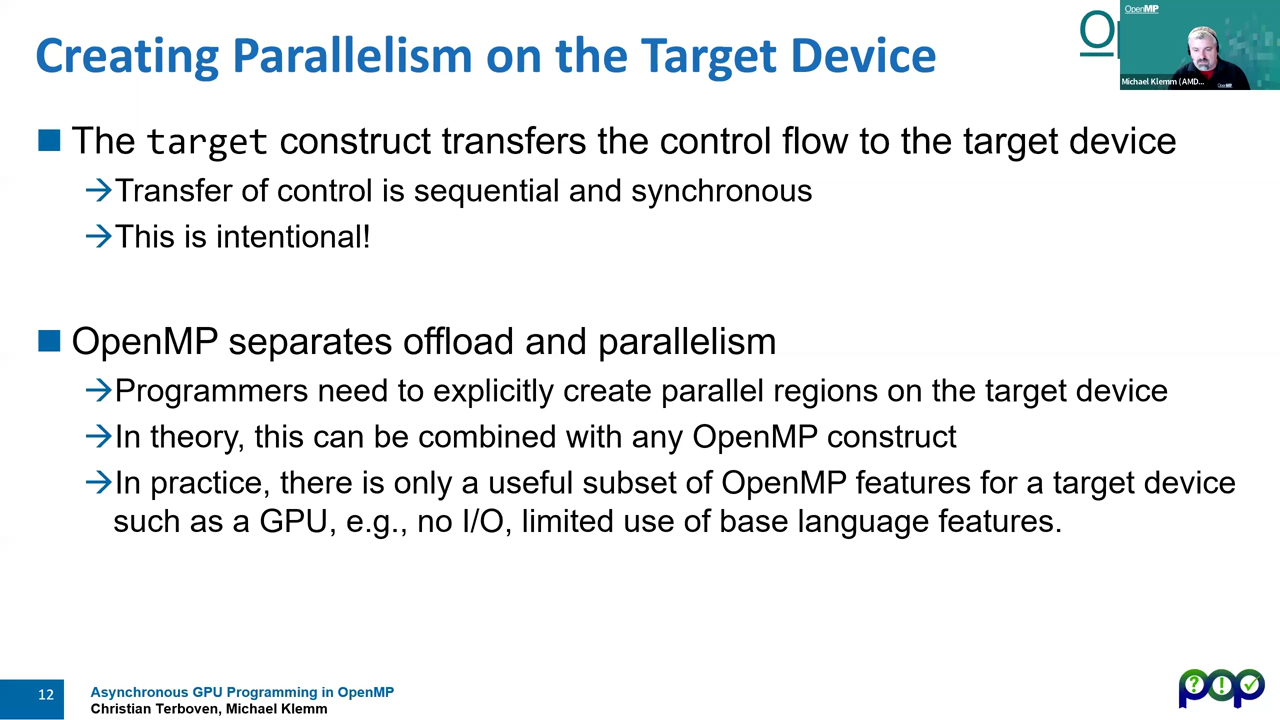 Creating Parallelism on the Target Device
OpenMP
Michael Klemm (AMD...
OpenMP
The target construct transfers the control flow to the target device
→Transfer of control is sequential and synchronous
→This is intentional!
OpenMP separates offload and parallelism
→Programmers need to explicitly create parallel regions on the target device
→In theory, this can be combined with any OpenMP construct
→In practice, there is only a useful subset of OpenMP features for a target device
such as a GPU, e.g., no I/O, limited use of base language features.
12
Asynchronous GPU Programming in OpenMP
Christian Terboven, Michael Klemm
pop